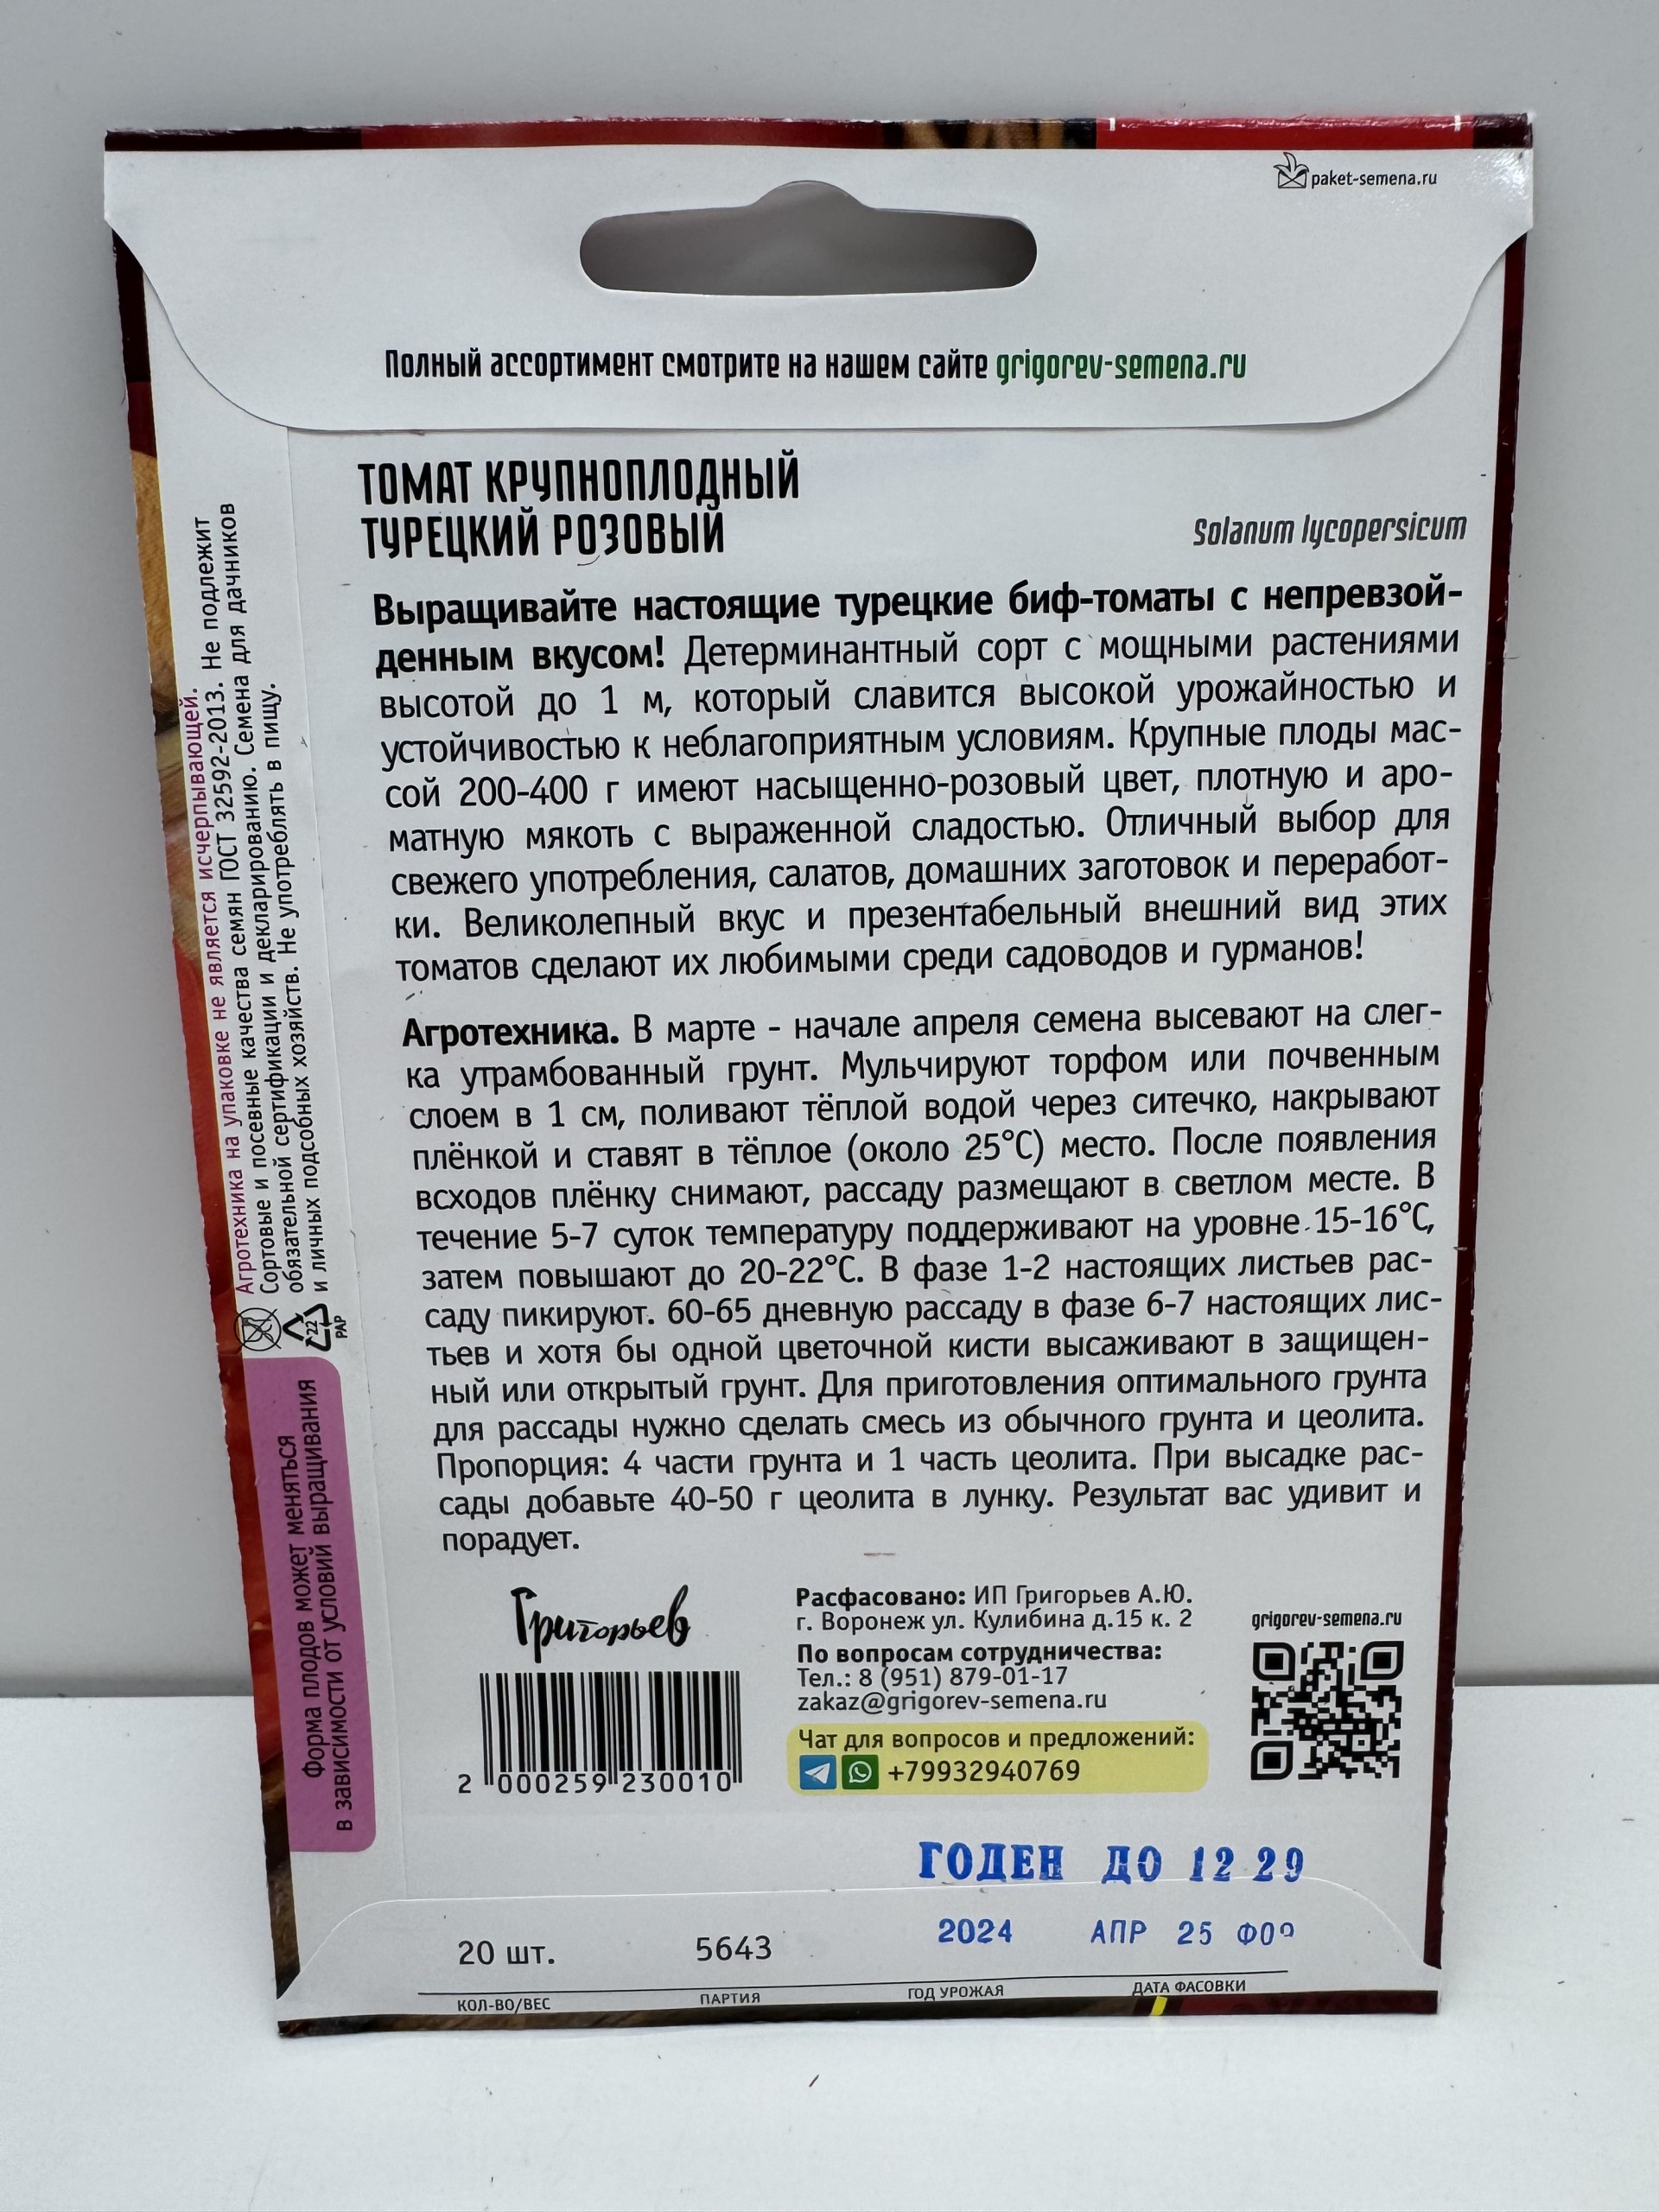 paket-semena.ru
Полный ассортимент смотрите на нашем сайте grigorev-semena.ru
ТОМАТ КРУПНОПЛОДНЫЙ
ТУРЕЦКИЙ РОЗОВЫЙ
Solanum lycopersicum
Выращивайте настоящие турецкие биф-томаты с непревзой-
денным вкусом! Детерминантный сорт с мощными растениями
высотой до 1 м, который славится высокой урожайностью и
устойчивостью к неблагоприятным условиям. Крупные плоды мас-
сой 200-400 г имеют насыщенно-розовый цвет, плотную и аро-
матную мякоть с выраженной сладостью. Отличный выбор для
свежего употребления, салатов, домашних заготовок и переработ-
ки. Великолепный вкус и презентабельный внешний вид этих
томатов сделают их любимыми среди садоводов и гурманов!
Агротехника. В марте - начале апреля семена высевают на слег-
ка утрамбованный грунт. Мульчируют торфом или почвенным
слоем в 1 см, поливают тёплой водой через ситечко, накрывают
плёнкой и ставят в тёплое (около 25°С) место. После появления
всходов плёнку снимают, рассаду размещают в светлом месте. В
течение 5-7 суток температуру поддерживают на уровне 15-16°С,
затем повышают до 20-22°С. В фазе 1-2 настоящих листьев рас-
саду пикируют. 60-65 дневную рассаду в фазе 6-7 настоящих лис-
тьев и хотя бы одной цветочной кисти высаживают в защищен-
ный или открытый грунт. Для приготовления оптимального грунта
для рассады нужно сделать смесь из обычного грунта и цеолита.
Пропорция: 4 части грунта и 1 часть цеолита. При высадке рас-
сады добавьте 40-50 г цеолита в лунку. Результат вас удивит и
порадует.
Агротехника на упаковке не является исчерпывающей.
Сортовые и посевные качества семян ГОСТ 32592-2013. Не подлежит
обязательной сертификации и декларированию. Семена для дачников
и личных подсобных хозяйств. Не употреблять в пищу.
22
PAP
Форма плодов может меняться
в зависимости от условий выращивания
Григорьев
2 000259 230010
Расфасовано: ИП Григорьев А.Ю.
г. Воронеж ул. Кулибина д.15 к. 2
По вопросам сотрудничества:
Тел.: 8 (951) 879-01-17
zakaz@grigorev-semena.ru
Чат для вопросов и предложений:
+79932940769
grigorev-semena.ru
ГОДЕН ДО 12 29
20 шт. 5643 2024 АПР 25
КОЛ-ВО/ВЕС ПАРТИЯ ГОД УРОЖАЯ ДАТА ФАСОВКИ